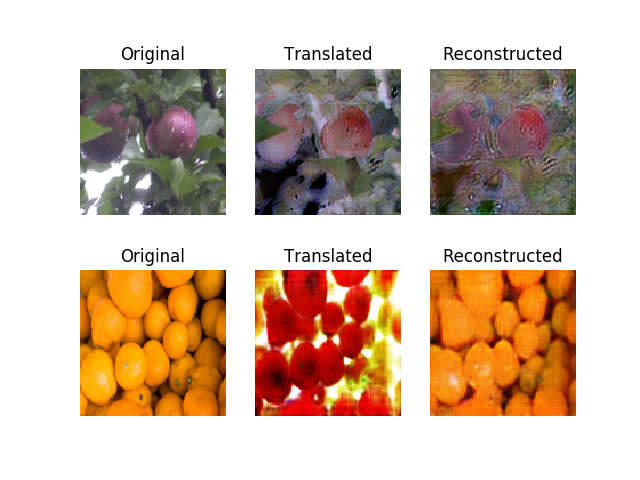 Original
Translated
Reconstructed
Original
Translated
Reconstructed